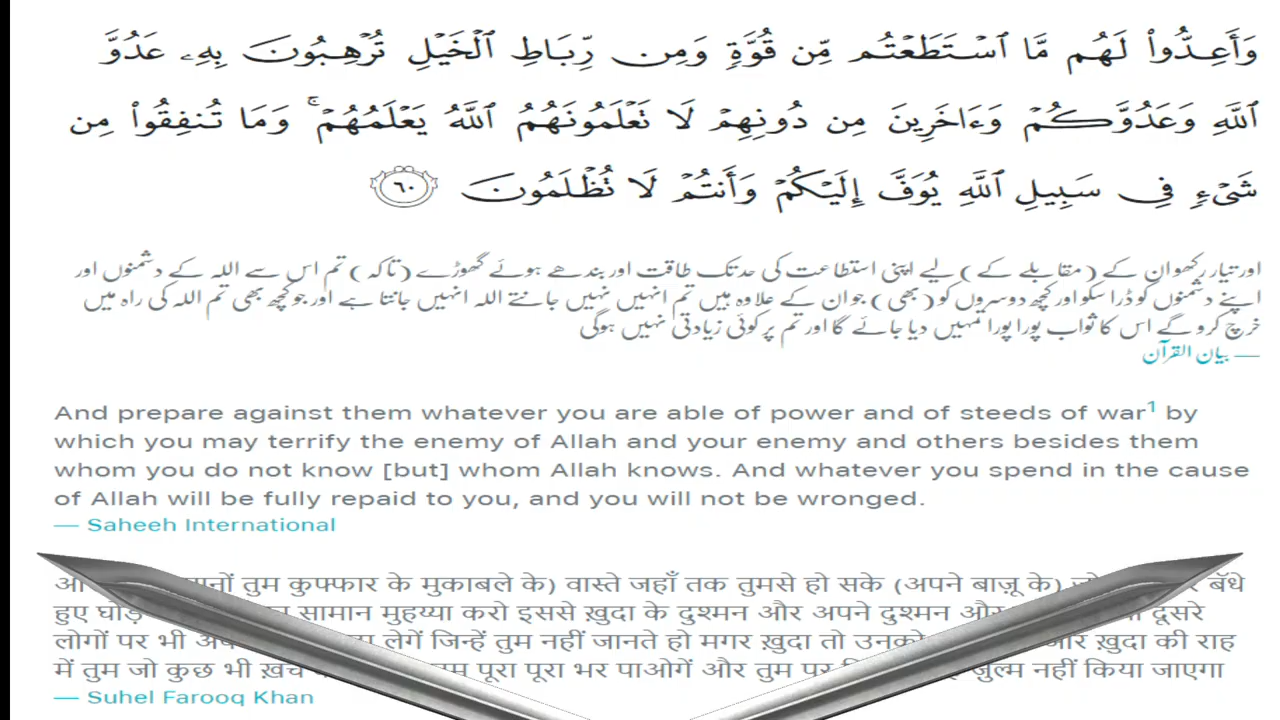 وَأَعِدُّوا۟ لَهُم مَّا ٱسْتَطَعْتُم مِّن قُوَّةٍ وَمِن رِّبَاطِ ٱلْخَيْلِ تُرْهِبُونَ بِهِۦ عَدُوَّ
ٱللَّهِ وَعَدُوَّكُمْ وَءَاخَرِينَ مِن دُونِهِمْ لَا تَعْلَمُونَهُمُ ٱللَّهُ يَعْلَمُهُمْ ۚ وَمَا تُنفِقُوا۟ مِن
شَىْءٍ فِى سَبِيلِ ٱللَّهِ يُوَفَّ إِلَيْكُمْ وَأَنتُمْ لَا تُظْلَمُونَ ٦٠
اور تیار رکھو ان کے (مقابلے کے) لیے اپنی استطاعت کی حد تک طاقت اور بندھے ہوئے گھوڑے (تاکہ) تم اس سے اللہ کے دشمنوں اور
اپنے دشمنوں کو ڈرا سکو اور کچھ دوسروں کو (بھی) جو ان کے علاوہ ہیں تم انہیں نہیں جانتے اللہ انہیں جانتا ہے اور جو کچھ بھی تم اللہ کی راہ میں
خرچ کرو گے اس کا ثواب پورا پورا تمہیں دیا جائے گا اور تم پر کوئی زیادتی نہیں ہوگی
— بیان القرآن
And prepare against them whatever you are able of power and of steeds of war¹ by
which you may terrify the enemy of Allah and your enemy and others besides them
whom you do not know [but] whom Allah knows. And whatever you spend in the cause
of Allah will be fully repaid to you, and you will not be wronged.
— Saheeh International
तुम कुफ्फार के मुकाबले के) वास्ते जहाँ तक तुमसे हो सके (अपने बाज़ू के) बँधे
हुए सामान मुहय्या करो इससे ख़ुदा के दुश्मन और अपने दुश्मन दूसरे
लोगों पर भी लेगें जिन्हें तुम नहीं जानते हो मगर ख़ुदा तो उनको और ख़ुदा की राह
में तुम जो कुछ भी पूरा पूरा भर पाओगें और तुम पर ज़ुल्म नहीं किया जाएगा
— Suhel Farooq Khan